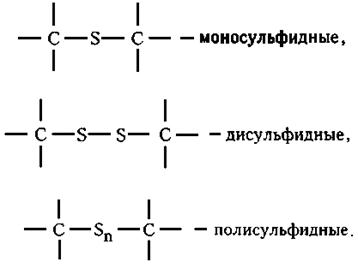 —C—S—C—— — моносульфидные,
—C—S—S—C— — — дисульфидные,
—C—Sn—C— — — полисульфидные.